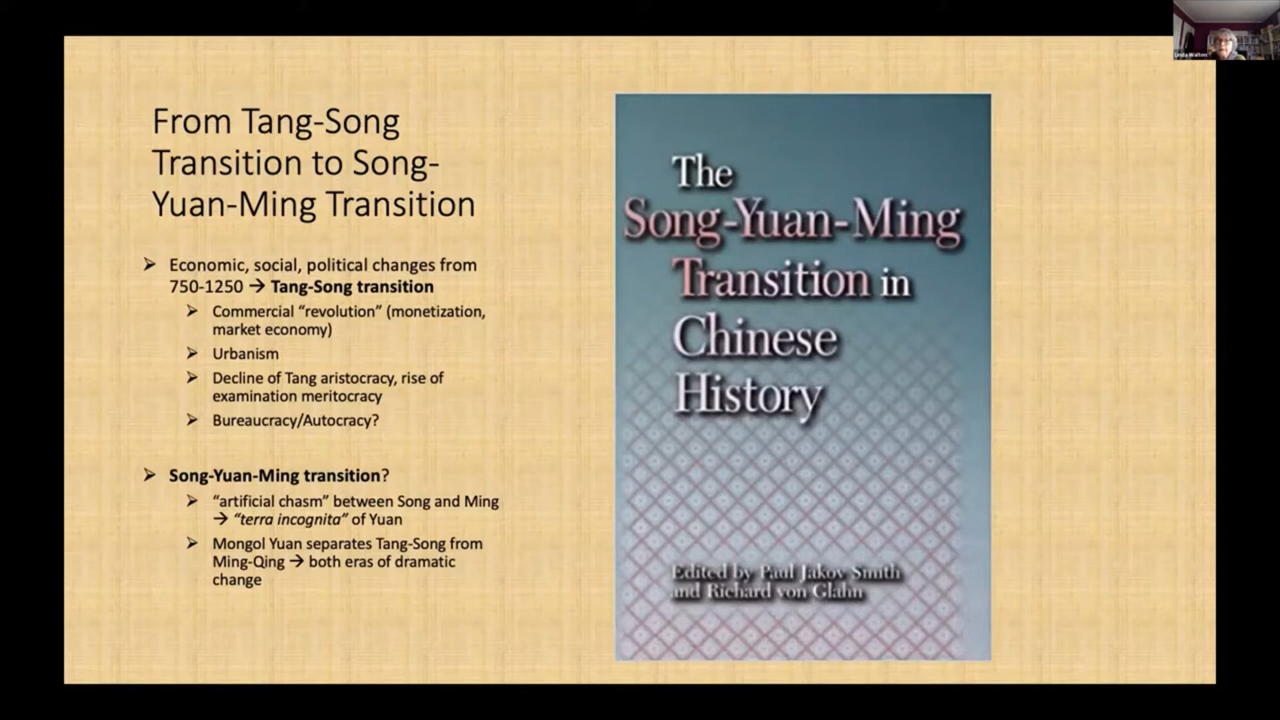 From Tang-Song
Transition to Song-
Yuan-Ming Transition
➢ Economic, social, political changes from
750-1250 → Tang-Song transition
➢ Commercial “revolution” (monetization,
market economy)
➢ Urbanism
➢ Decline of Tang aristocracy, rise of
examination meritocracy
➢ Bureaucracy/Autocracy?
➢ Song-Yuan-Ming transition?
➢ “artificial chasm” between Song and Ming
→ “terra incognita” of Yuan
➢ Mongol Yuan separates Tang-Song from
Ming-Qing → both eras of dramatic
change
The
Song-Yuan-Ming
Transition in
Chinese
History
Edited by Paul Jakov Smith
and Richard von Glahn
Linda Walton